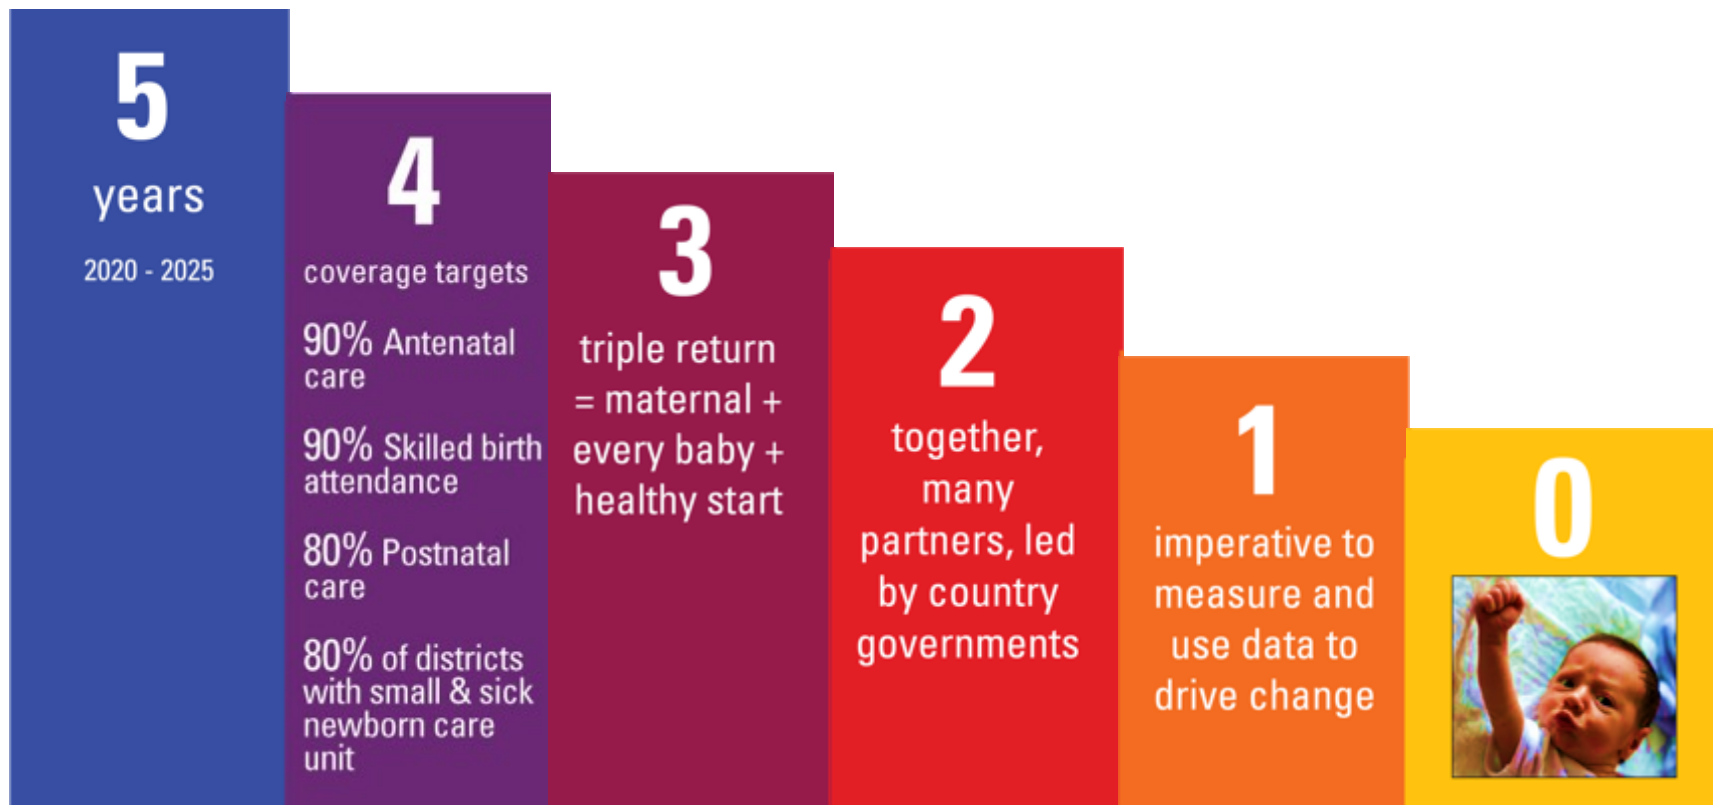 5
years
2020 - 2025
4
coverage targets
90% Antenatal
care
90% Skilled birth
attendance
80% Postnatal
care
80% of districts
with small & sick
newborn care
unit
3
triple return
= maternal +
every baby +
healthy start
2
together,
many
partners, led
by country
governments
1
imperative to
measure and
use data to
drive change
0